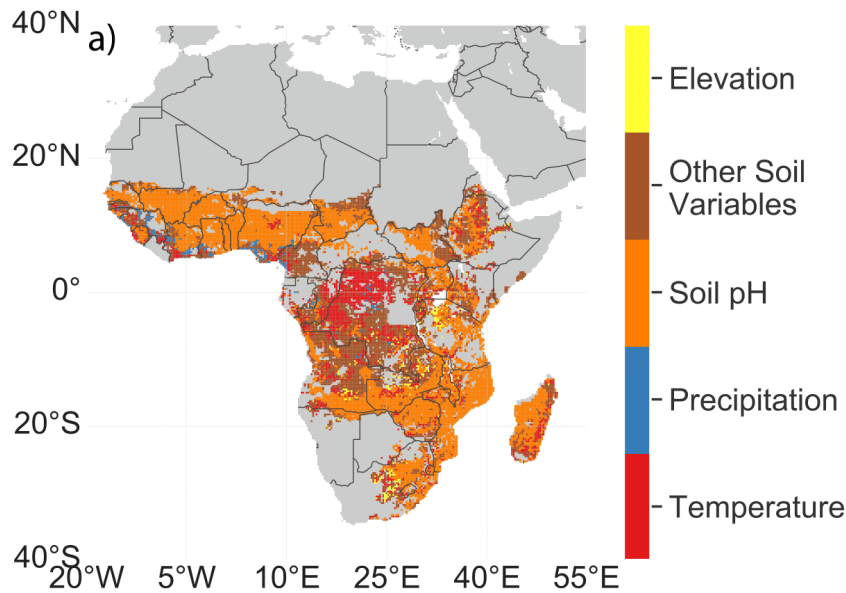 40°N
a)
20°N
0°
20°S
40°S
20°W
5°W
10°E
25°E
40°E
55°E
Elevation
Other Soil
Variables
Soil pH
Precipitation
Temperature